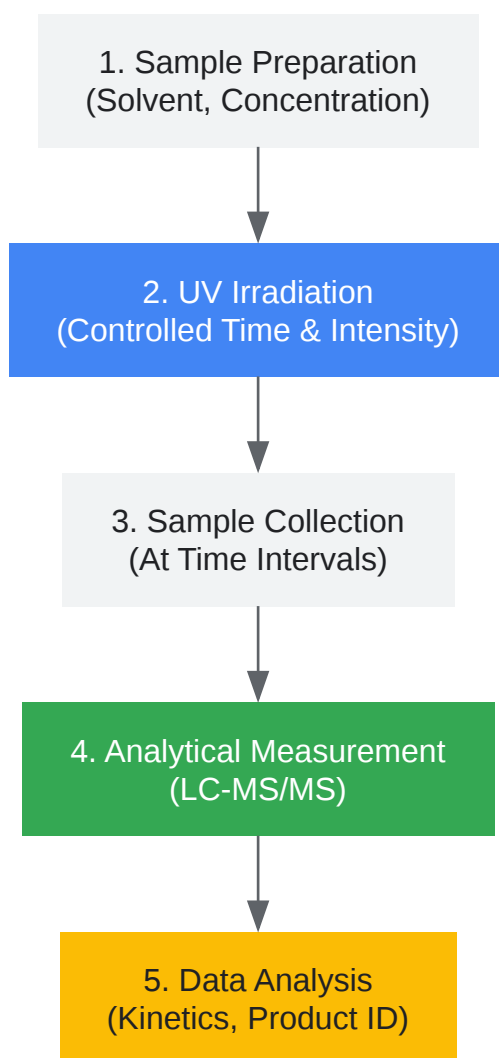 1. Sample Preparation
(Solvent, Concentration)
2. UV Irradiation
(Controlled Time & Intensity)
3. Sample Collection
(At Time Intervals)
4. Analytical Measurement
(LC-MS/MS)
5. Data Analysis
(Kinetics, Product ID)